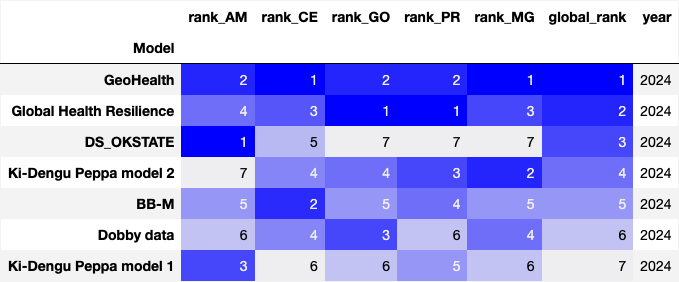 rank_AM rank_CE rank_GO rank_PR rank_MG global_rank year
Model
GeoHealth 2 1 2 2 1 1 2024
Global Health Resilience 4 3 1 1 3 2 2024
DS_OKSTATE 1 5 7 7 7 3 2024
Ki-Dengu Peppa model 2 7 4 4 3 2 4 2024
BB-M 5 2 5 4 5 5 2024
Dobby data 6 4 3 6 4 6 2024
Ki-Dengu Peppa model 1 3 6 6 5 6 7 2024